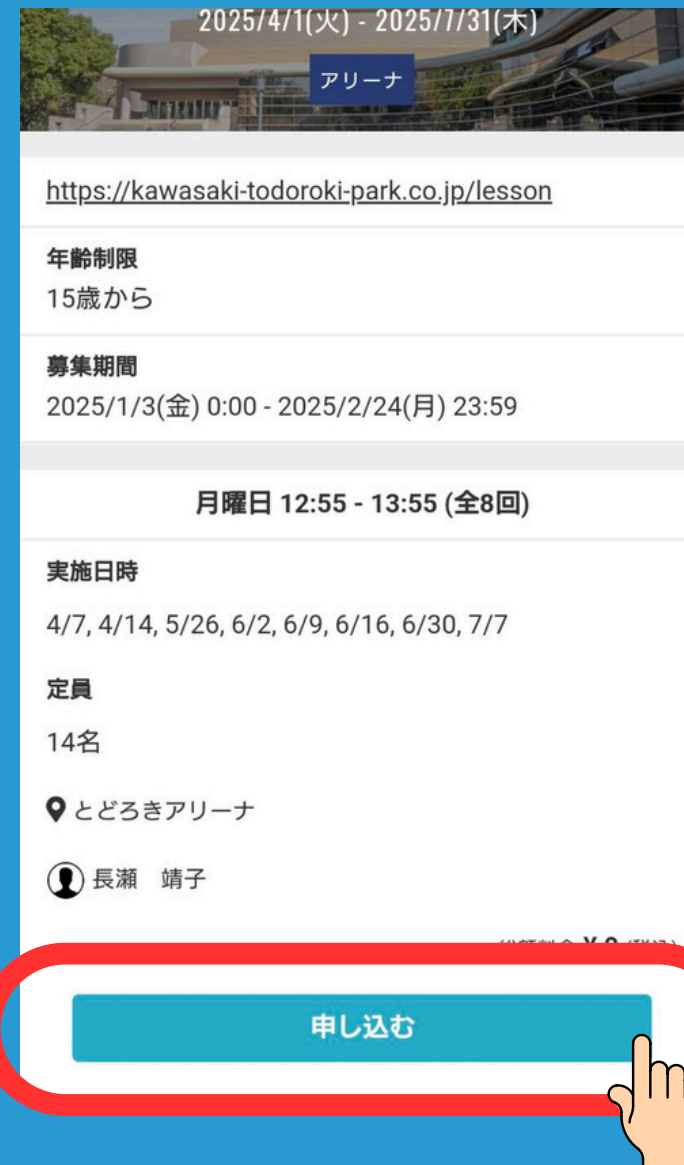 2025/4/1(火) - 2025/7/31(木)
アリーナ
https://kawasaki-todoroki-park.co.jp/lesson
年齢制限
15歳から
募集期間
2025/1/3(金) 0:00 - 2025/2/24(月) 23:59
月曜日 12:55 - 13:55 (全8回)
実施日時
4/7, 4/14, 5/26, 6/2, 6/9, 6/16, 6/30, 7/7
定員
14名
とどろきアリーナ
長瀬　靖子
申し込む